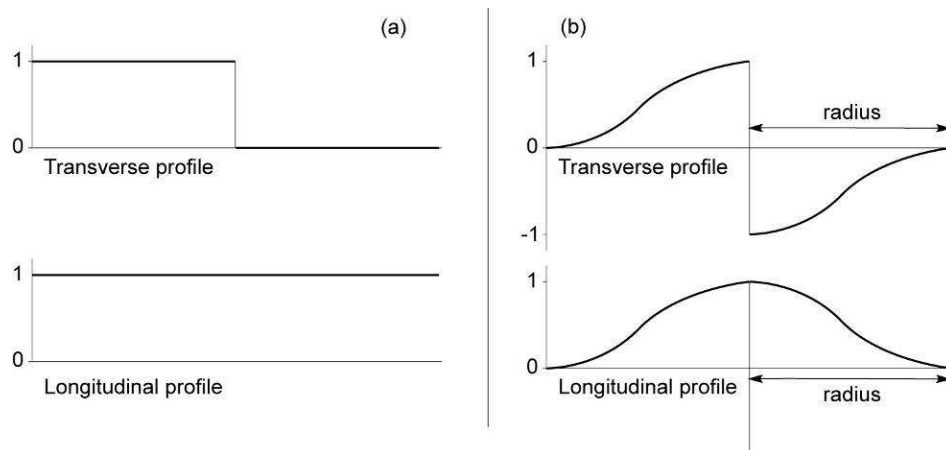 (a)
1
0
Transverse profile
1
0
Longitudinal profile
(b)
1
radius
0
Transverse profile
-1
1
0
Longitudinal profile
radius